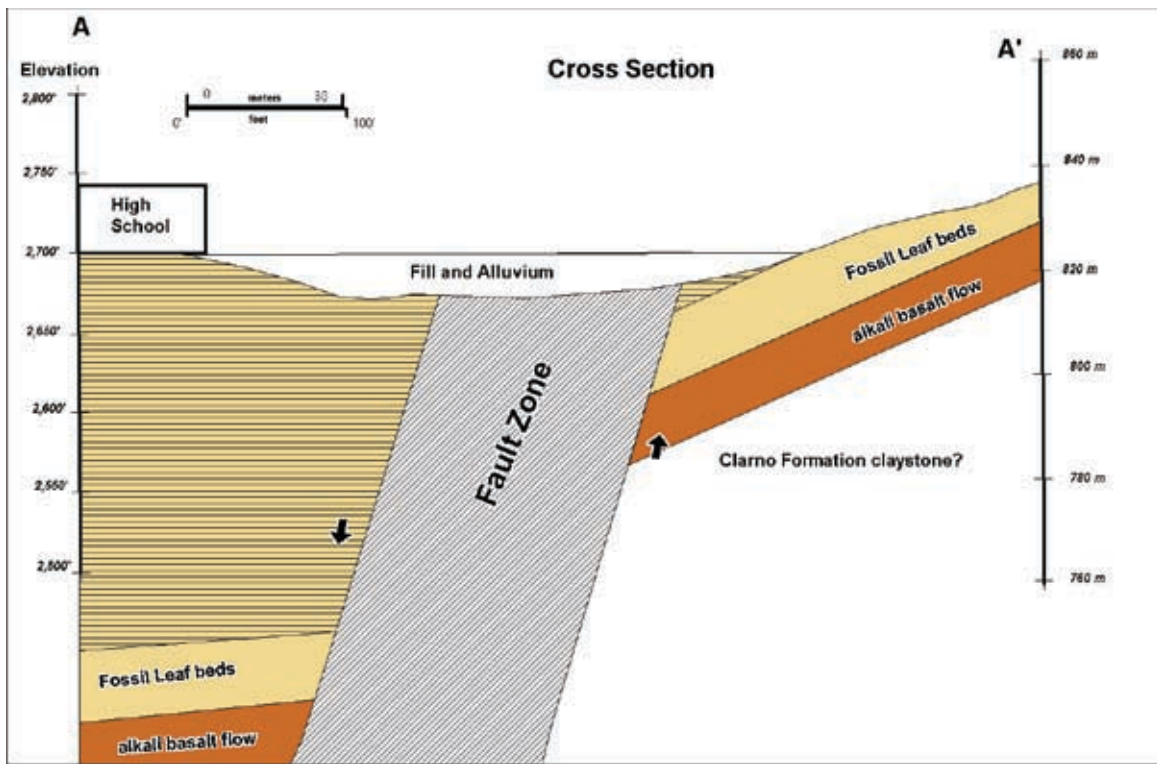 A
A'
Elevation
Cross Section
860 m
2,800'
0 meters 30
0' feet 100'
2,750'
840 m
High
School
2,700'
Fill and Alluvium
Fossil Leaf beds
820 m
alkali basalt flow
2,650'
800 m
2,600'
Fault Zone
Clarno Formation claystone?
780 m
2,550'
2,500'
760 m
Fossil Leaf beds
alkali basalt flow